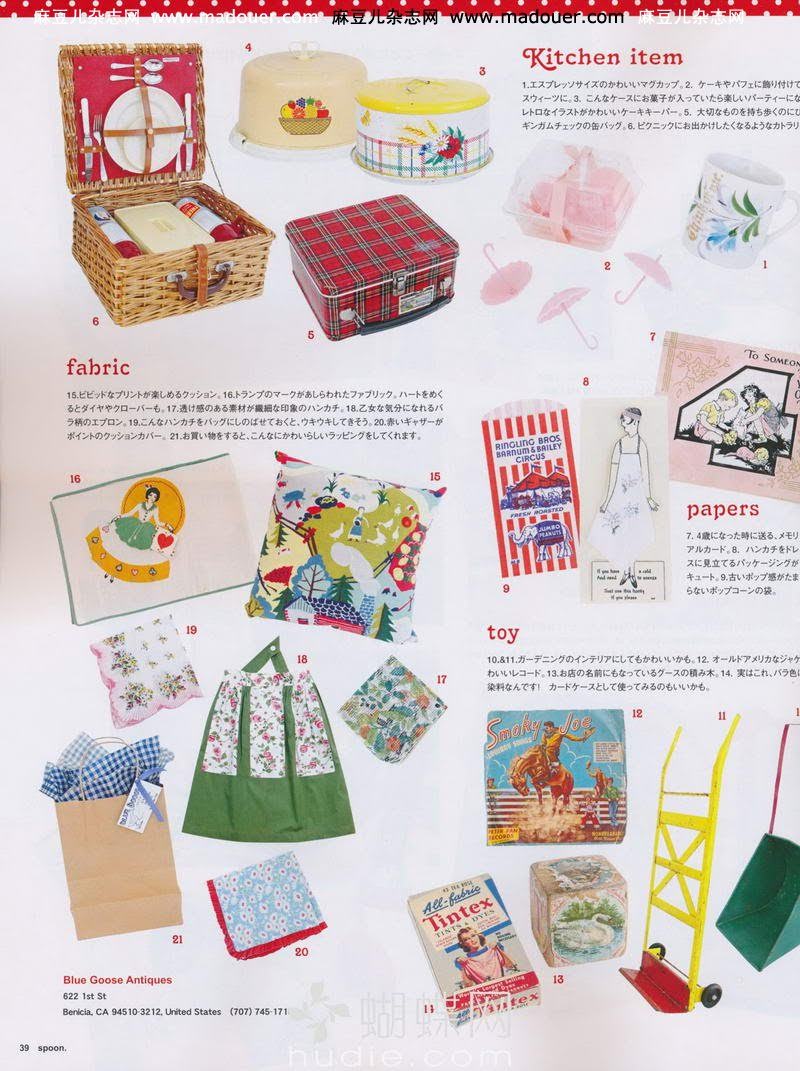 麻豆儿杂志网 www.madouer.com 麻豆儿杂志网 www.madouer.com 麻豆儿杂志网
Kitchen item
1.エスプレッソサイズのかわいいマグカップ。2. ケーキやパフェに飾り付けて
スウィーツに。3. こんなケースにお菓子が入っていたら楽しいパーティーにな
レトロなイラストがかわいいケーキキーパー。5. 大切なものを持ち歩くのにひ
ギンガムチェックの缶バッグ。6. ピクニックにお出かけしたくなるようなカトラリ
4
3
2
1
6
5
fabric
15.ビビッドなプリントが楽しめるクッション。16.トランプのマークがあしらわれたファブリック。ハートをめく
るとダイヤやクローバーも。17.透け感のある素材が繊細な印象のハンカチ。18.乙女な気分になれるバ
ラ柄のエプロン。19.こんなハンカチをバッグにしのばせておくと、ウキウキしてきそう。20.赤いギャザーが
ポイントのクッションカバー。21.お買い物をすると、こんなにかわいらしいラッピングをしてくれます。
7
8
TO SOMEON
4
16
15
RINGLING BROS.
BARNUM & BAILEY
CIRCUS
FRESH ROASTED
JUMBO
PEANUTS
If you have a cold
And need to sneeze
Just use this hanky
If you please
9
papers
7. 4歳になった時に送る、メモリ
アルカード。8. ハンカチをドレ
スに見立てるパッケージングが
キュート。9.古いポップ感がたま
らないポップコーンの袋。
toy
10.&11.ガーデニングのインテリアにしてもかわいいかも。12. オールドアメリカなジャケ
わいいレコード。13.お店の名前にもなっているグースの積み木。14. 実はこれ、バラ色に
染料なんです! カードケースとして使ってみるのもいいかも。
19
18
17
12
11
Smoky Joe
COWBOY SONGS
PETER PAN
RECORDS
All-fabric
Tintex
TINTS & DYES
World's Largest Selling
Tintex
14
13
21
20
Blue Goose Antiques
622 1st St
Benicia, CA 94510-3212, United States (707) 745-171
39 spoon.
蝴蝶网
hudie.com